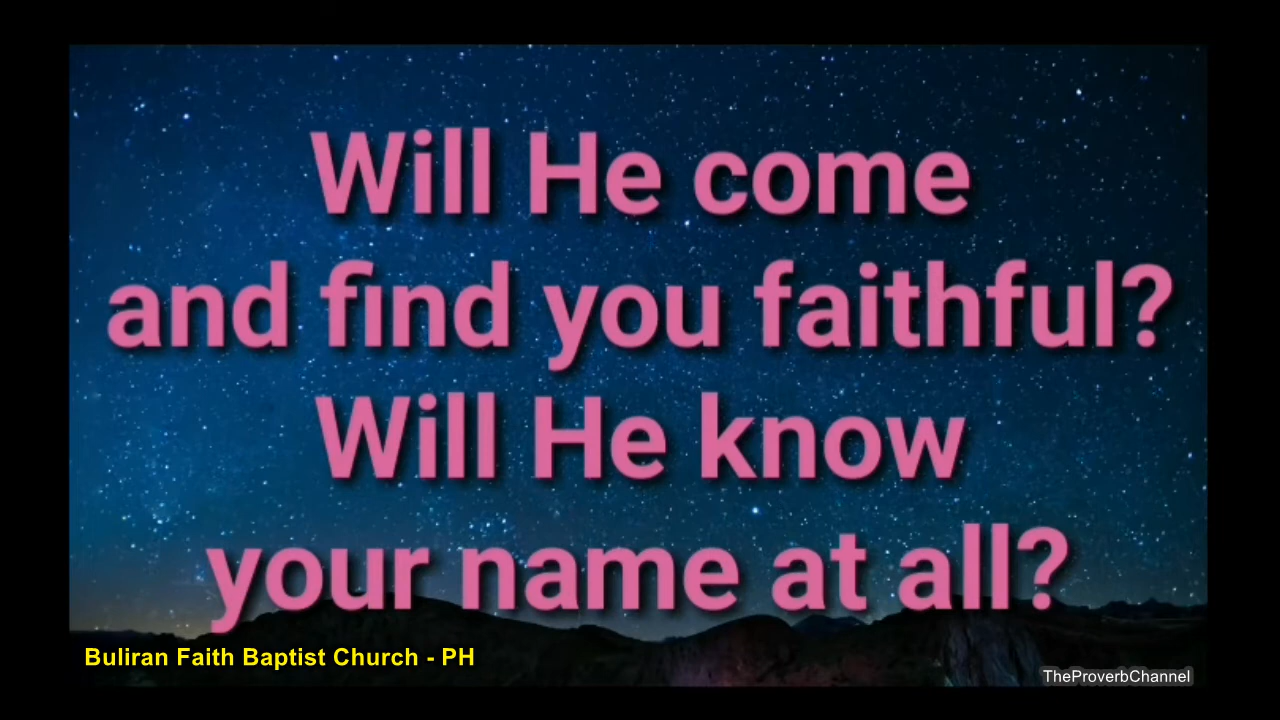 Will He come
and find you faithful?
Will He know
your name at all?
Buliran Faith Baptist Church - PH
TheProverbChannel